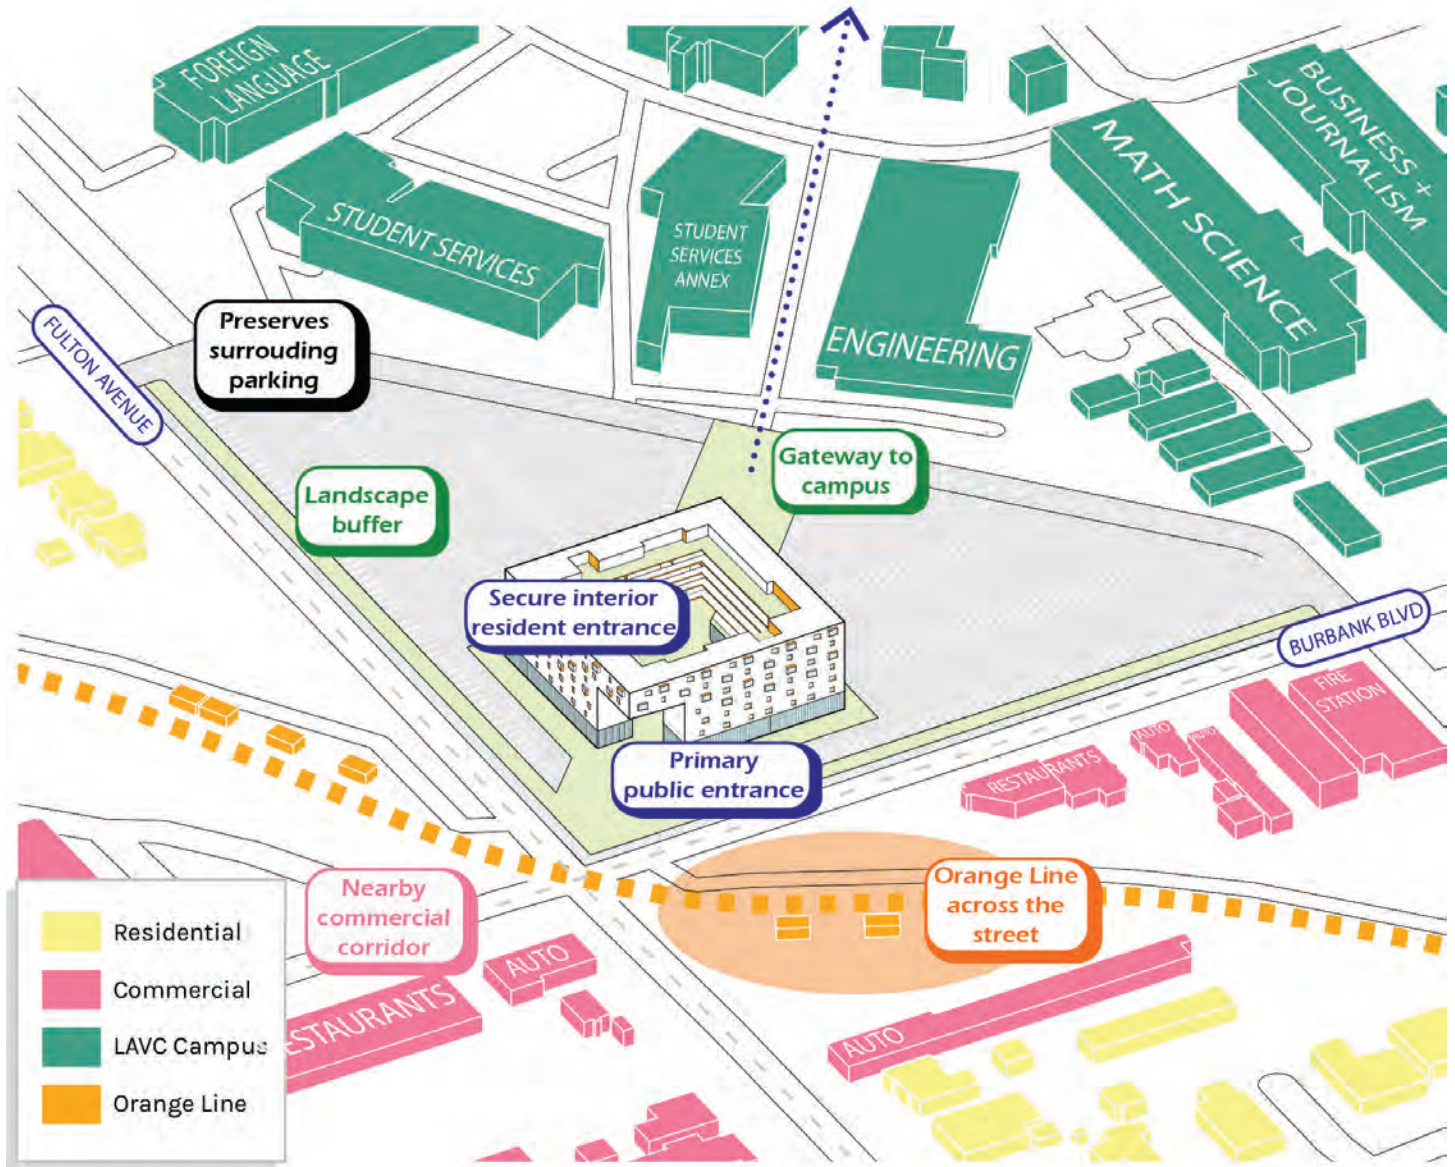 FOREIGN
LANGUAGE
BUSINESS +
JOURNALISM
MATH SCIENCE
STUDENT SERVICES
STUDENT
SERVICES
ANNEX
ENGINEERING
Preserves
surrouding
parking
FULTON AVENUE
Gateway to
campus
Landscape
buffer
Secure interior
resident entrance
BURBANK BLVD
FIRE
STATION
AUTO
AUTO
RESTAURANTS
Primary
public entrance
Nearby
commercial
corridor
Orange Line
across the
street
AUTO
ESTAURANTS
AUTO
Residential
Commercial
LAVC Campus
Orange Line